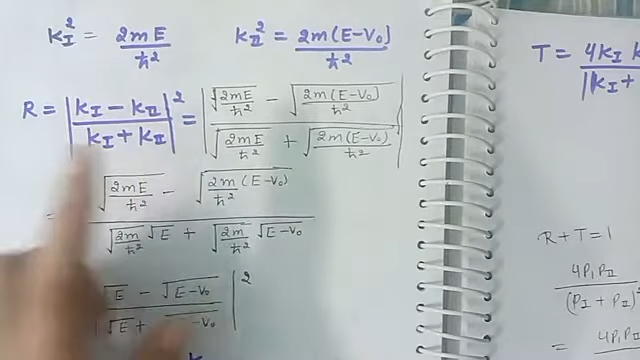 k_I² = 2mE/ħ²    k_II² = 2m(E-V₀)/ħ²
R = |k_I - k_II / k_I + k_II|² = |√(2mE/ħ²) - √(2m(E-V₀)/ħ²) / √(2mE/ħ²) + √(2m(E-V₀)/ħ²)|
√(2mE/ħ²) - √(2m/ħ² (E-V₀))
= √(2m/ħ²) √E + √(2m/ħ²) √(E-V₀)
√E - √(E-V₀) |²
√E + -V₀
T = 4k_I k
|k_I +
R + T = 1
4P_I P_II
(P_I + P_II)²
= 4P_I P_II